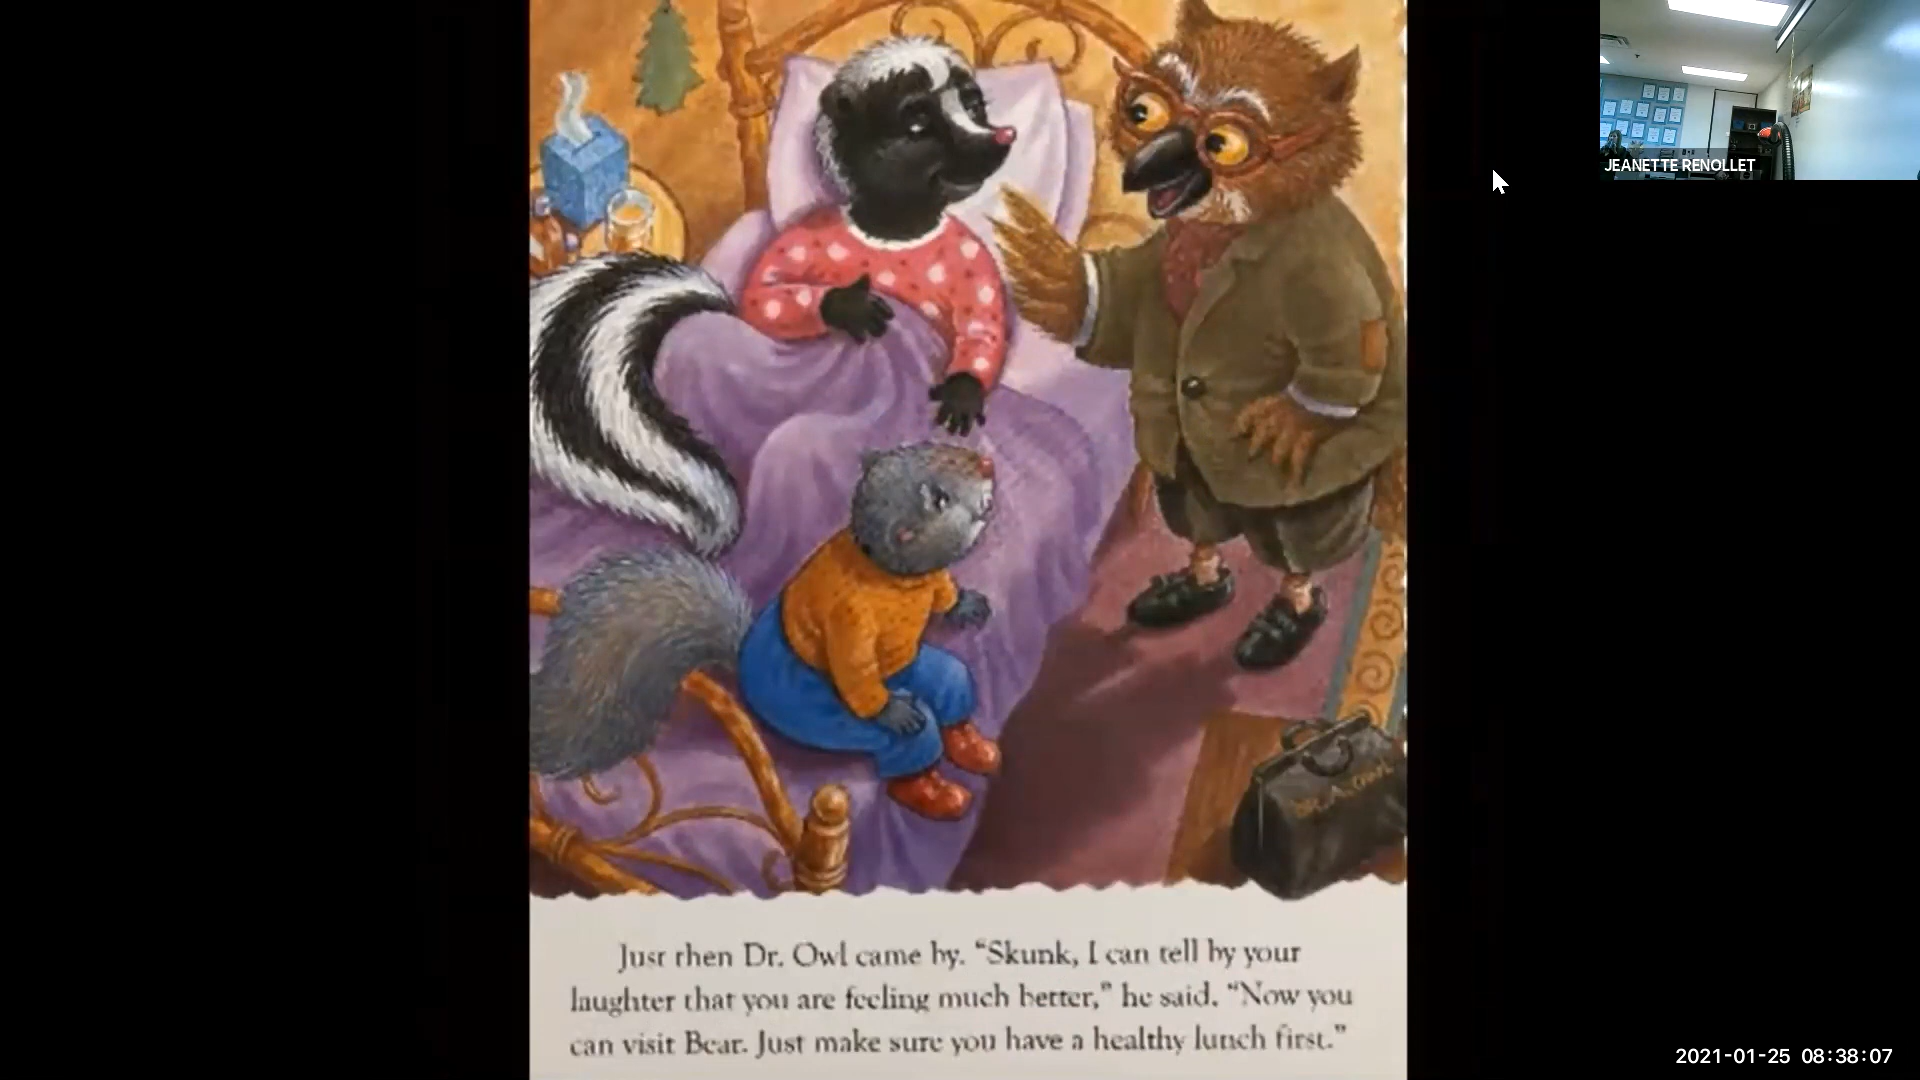 JEANETTE RENOLLET
DR. A. OWL
Just then Dr. Owl came by. “Skunk, I can tell by your
laughter that you are feeling much better,” he said. “Now you
can visit Bear. Just make sure you have a healthy lunch first.”
2021-01-25 08:38:07